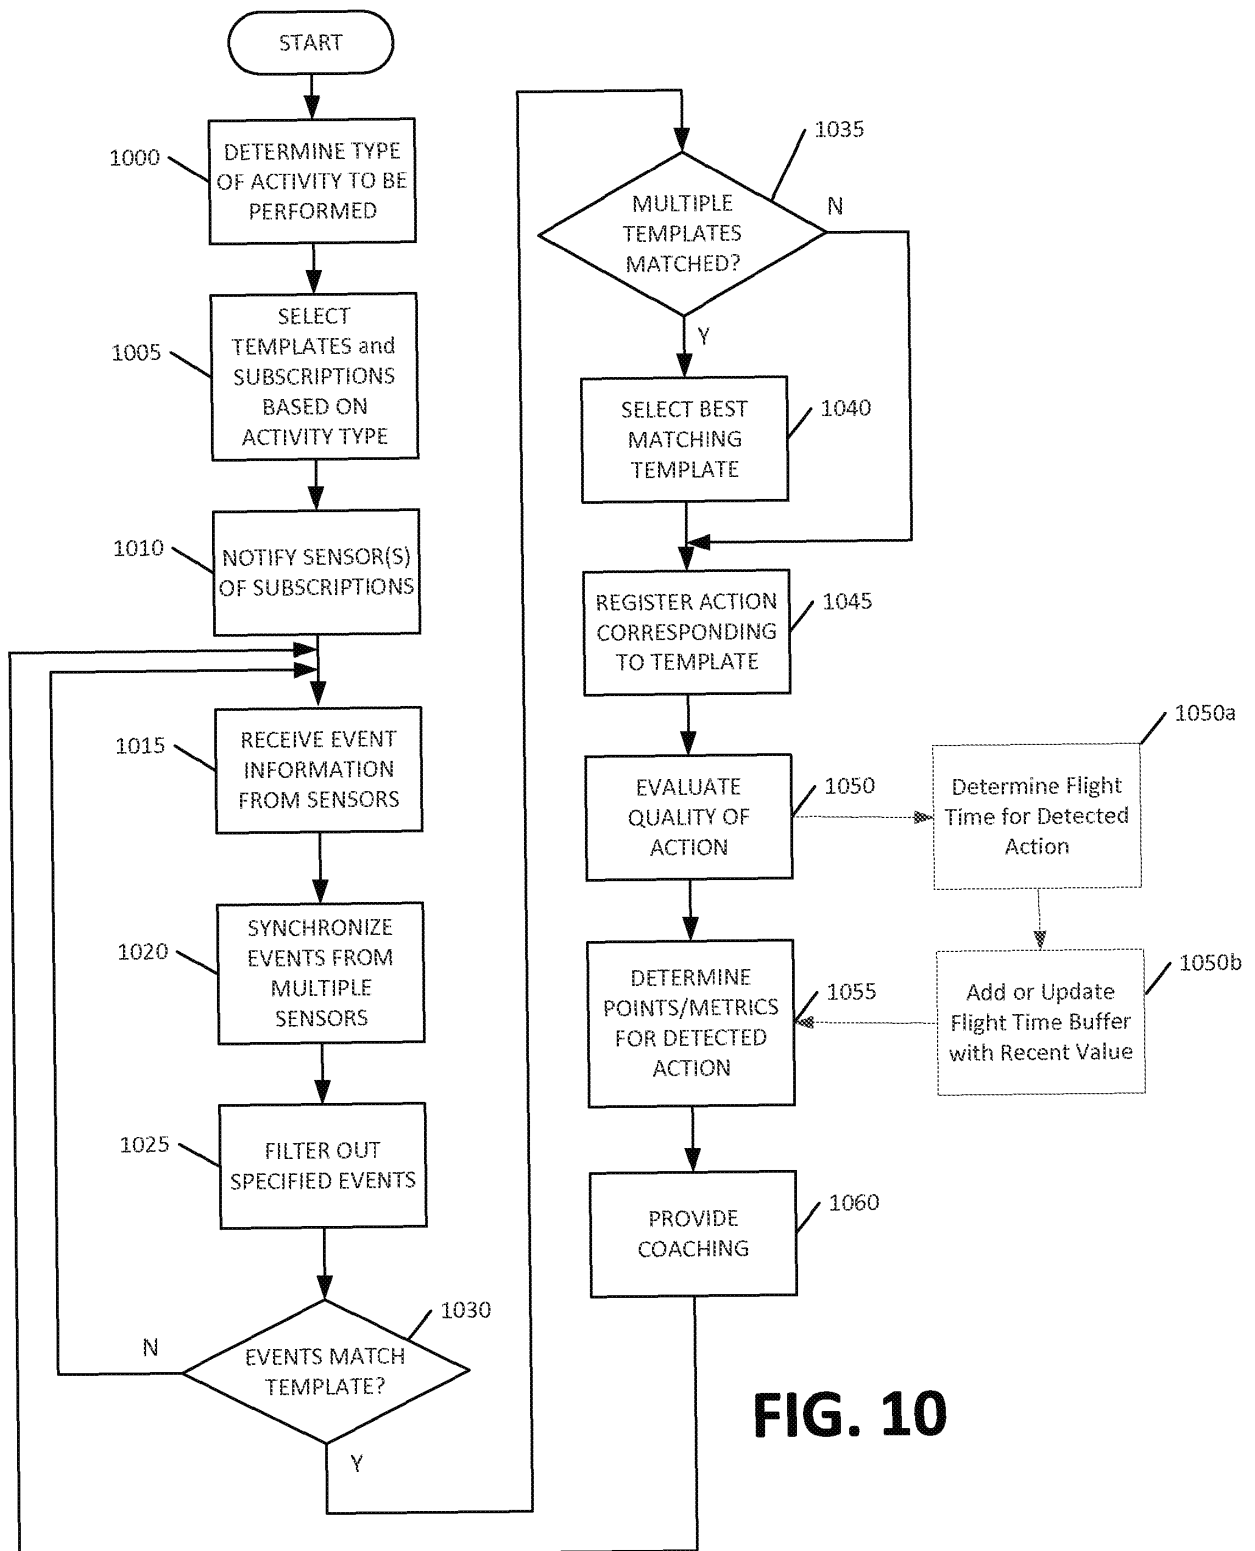 START
1000
DETERMINE TYPE
OF ACTIVITY TO BE
PERFORMED
1005
SELECT
TEMPLATES and
SUBSCRIPTIONS
BASED ON
ACTIVITY TYPE
1010
NOTIFY SENSOR(S)
OF SUBSCRIPTIONS
1015
RECEIVE EVENT
INFORMATION
FROM SENSORS
1020
SYNCHRONIZE
EVENTS FROM
MULTIPLE
SENSORS
1025
FILTER OUT
SPECIFIED EVENTS
1030
EVENTS MATCH
TEMPLATE?
N
Y
1035
MULTIPLE
TEMPLATES
MATCHED?
N
Y
1040
SELECT BEST
MATCHING
TEMPLATE
1045
REGISTER ACTION
CORRESPONDING
TO TEMPLATE
1050
EVALUATE
QUALITY OF
ACTION
1050a
Determine Flight
Time for Detected
Action
1050b
Add or Update
Flight Time Buffer
with Recent Value
1055
DETERMINE
POINTS/METRICS
FOR DETECTED
ACTION
1060
PROVIDE
COACHING
FIG. 10